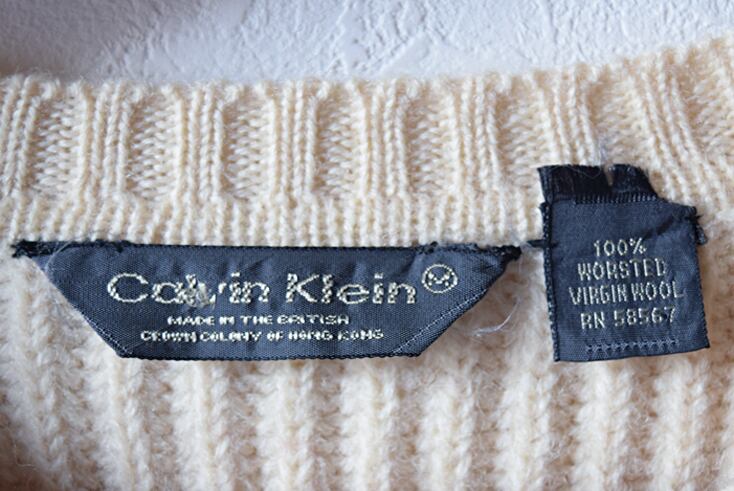 Calvin Klein M
MADE IN THE BRITISH
CROWN COLONY OF HONG KONG
100%
WORSTED
VIRGIN WOOL
RN 58567